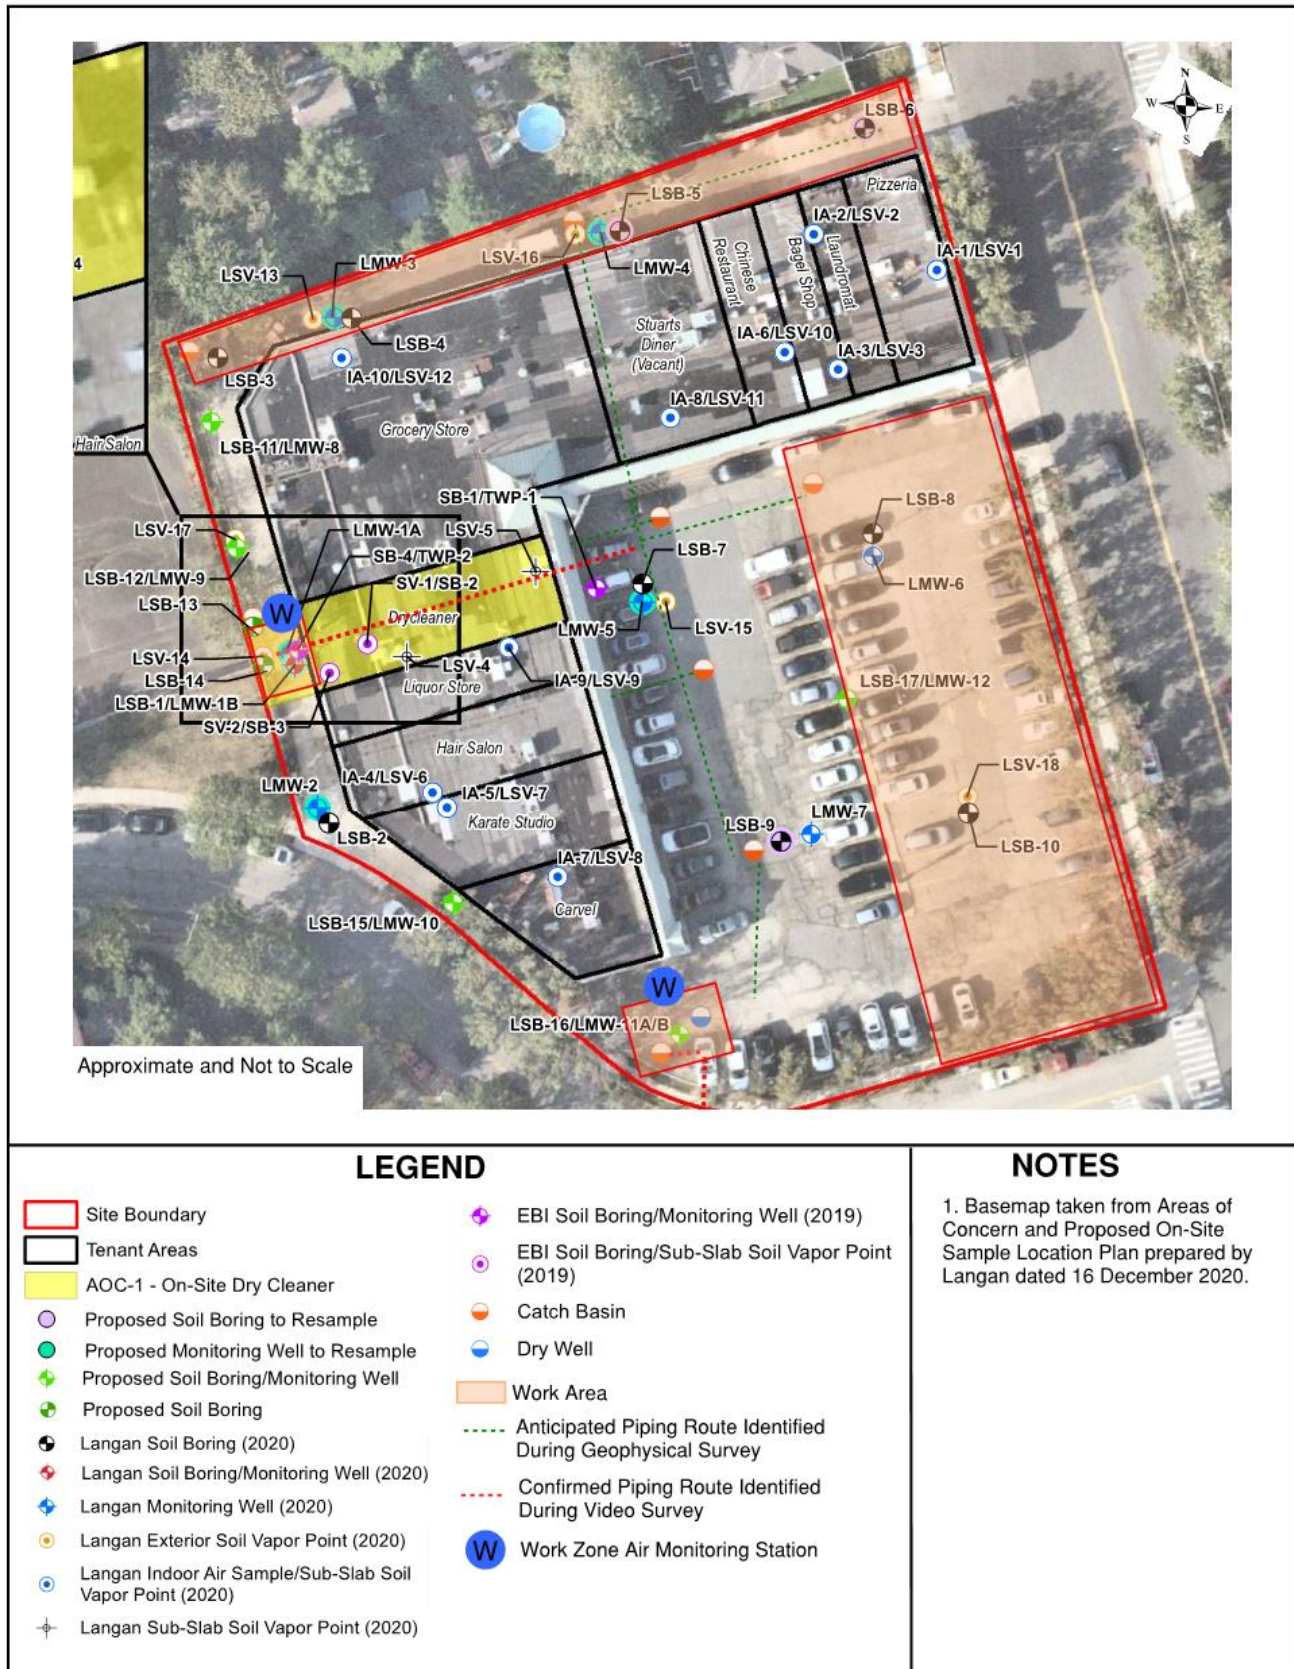 N
W
E
S
LSB-6
Pizzeria
LSB-5
IA-2/LSV-2
LSV-16
LMW-4
IA-1/LSV-1
4
LSV-13
LMW-3
Chinese
Restaurant
Bagel Shop
Laundromat
Stuarts
Diner
(Vacant)
LSB-4
IA-6/LSV-10
IA-3/LSV-3
LSB-3
IA-10/LSV-12
IA-8/LSV-11
Grocery Store
Hair Salon
LSB-11/LMW-8
SB-1/TWP-1
LSB-8
LSV-17
LMW-1A
LSV-5
LSB-7
SB-4/TWP-2
LMW-6
LSB-12/LMW-9
SV-1/SB-2
LSB-13
Drycleaner
LMW-5
LSV-15
LSV-14
LSV-4
LSB-14
Liquor Store
IA-9/LSV-9
LSB-17/LMW-12
LSB-1/LMW-1B
SV-2/SB-3
W
Hair Salon
LMW-2
IA-4/LSV-6
IA-5/LSV-7
LSV-18
Karate Studio
LSB-2
LSB-9
LMW-7
LSB-10
IA-7/LSV-8
Carvel
LSB-15/LMW-10
W
LSB-16/LMW-11A/B
Approximate and Not to Scale
LEGEND
Site Boundary
Tenant Areas
AOC-1 - On-Site Dry Cleaner
Proposed Soil Boring to Resample
Proposed Monitoring Well to Resample
Proposed Soil Boring/Monitoring Well
Proposed Soil Boring
Langan Soil Boring (2020)
Langan Soil Boring/Monitoring Well (2020)
Langan Monitoring Well (2020)
Langan Exterior Soil Vapor Point (2020)
Langan Indoor Air Sample/Sub-Slab Soil
Vapor Point (2020)
Langan Sub-Slab Soil Vapor Point (2020)
EBI Soil Boring/Monitoring Well (2019)
EBI Soil Boring/Sub-Slab Soil Vapor Point
(2019)
Catch Basin
Dry Well
Work Area
Anticipated Piping Route Identified
During Geophysical Survey
Confirmed Piping Route Identified
During Video Survey
W
Work Zone Air Monitoring Station
NOTES
1. Basemap taken from Areas of
Concern and Proposed On-Site
Sample Location Plan prepared by
Langan dated 16 December 2020.